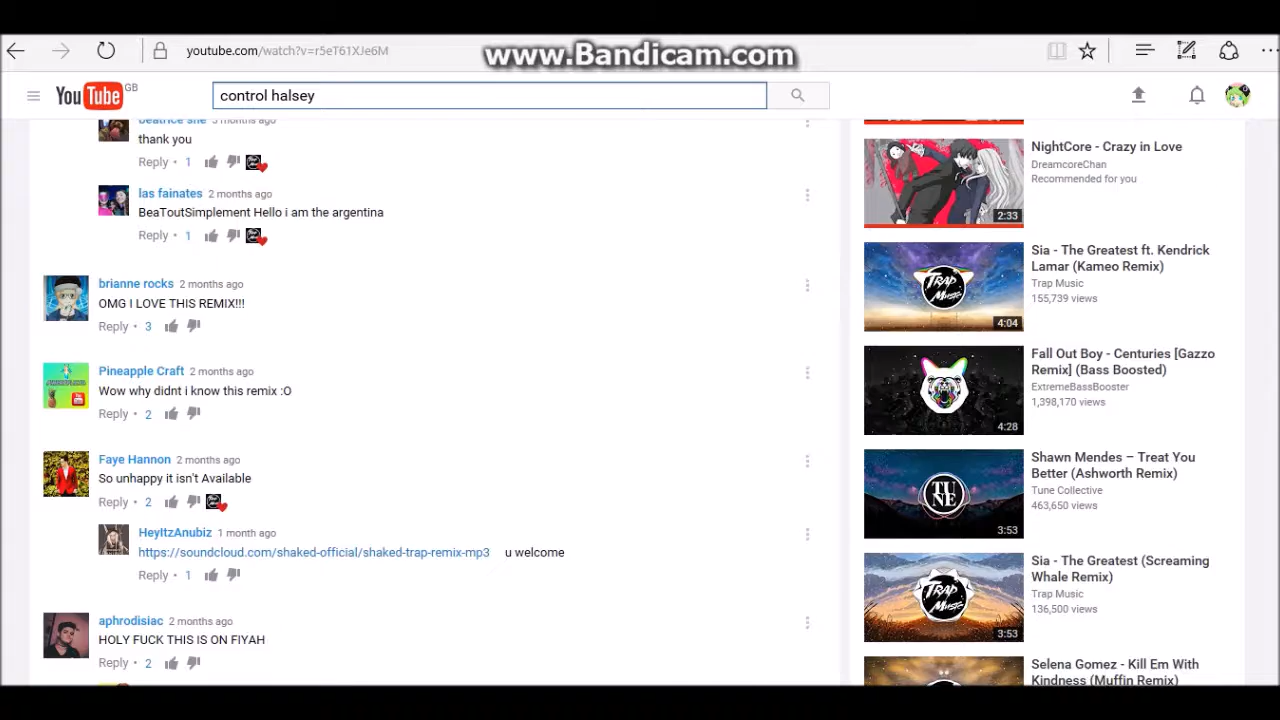 www.Bandicam.com
youtube.com/watch?v=r5eT61XJe6M
YouTube GB
control halsey
beatrice she 3 months ago
thank you
Reply • 1
las fainates 2 months ago
BeaToutSimplement Hello i am the argentina
Reply • 1
brianne rocks 2 months ago
OMG I LOVE THIS REMIX!!!
Reply • 3
Pineapple Craft 2 months ago
Wow why didnt i know this remix :O
Reply • 2
Faye Hannon 2 months ago
So unhappy it isn't Available
Reply • 2
HeyItzAnubiz 1 month ago
https://soundcloud.com/shaked-official/shaked-trap-remix-mp3 u welcome
Reply • 1
aphrodisiac 2 months ago
HOLY FUCK THIS IS ON FIYAH
Reply • 2
NightCore - Crazy in Love
DreamcoreChan
Recommended for you
2:33
Sia - The Greatest ft. Kendrick
Lamar (Kameo Remix)
Trap Music
155,739 views
TRAP
MUSIC
4:04
Fall Out Boy - Centuries [Gazzo
Remix] (Bass Boosted)
ExtremeBassBooster
1,398,170 views
4:28
Shawn Mendes – Treat You
Better (Ashworth Remix)
Tune Collective
463,650 views
TU
NE
3:53
Sia - The Greatest (Screaming
Whale Remix)
Trap Music
136,500 views
TRAP
MUSIC
3:53
Selena Gomez - Kill Em With
Kindness (Muffin Remix)